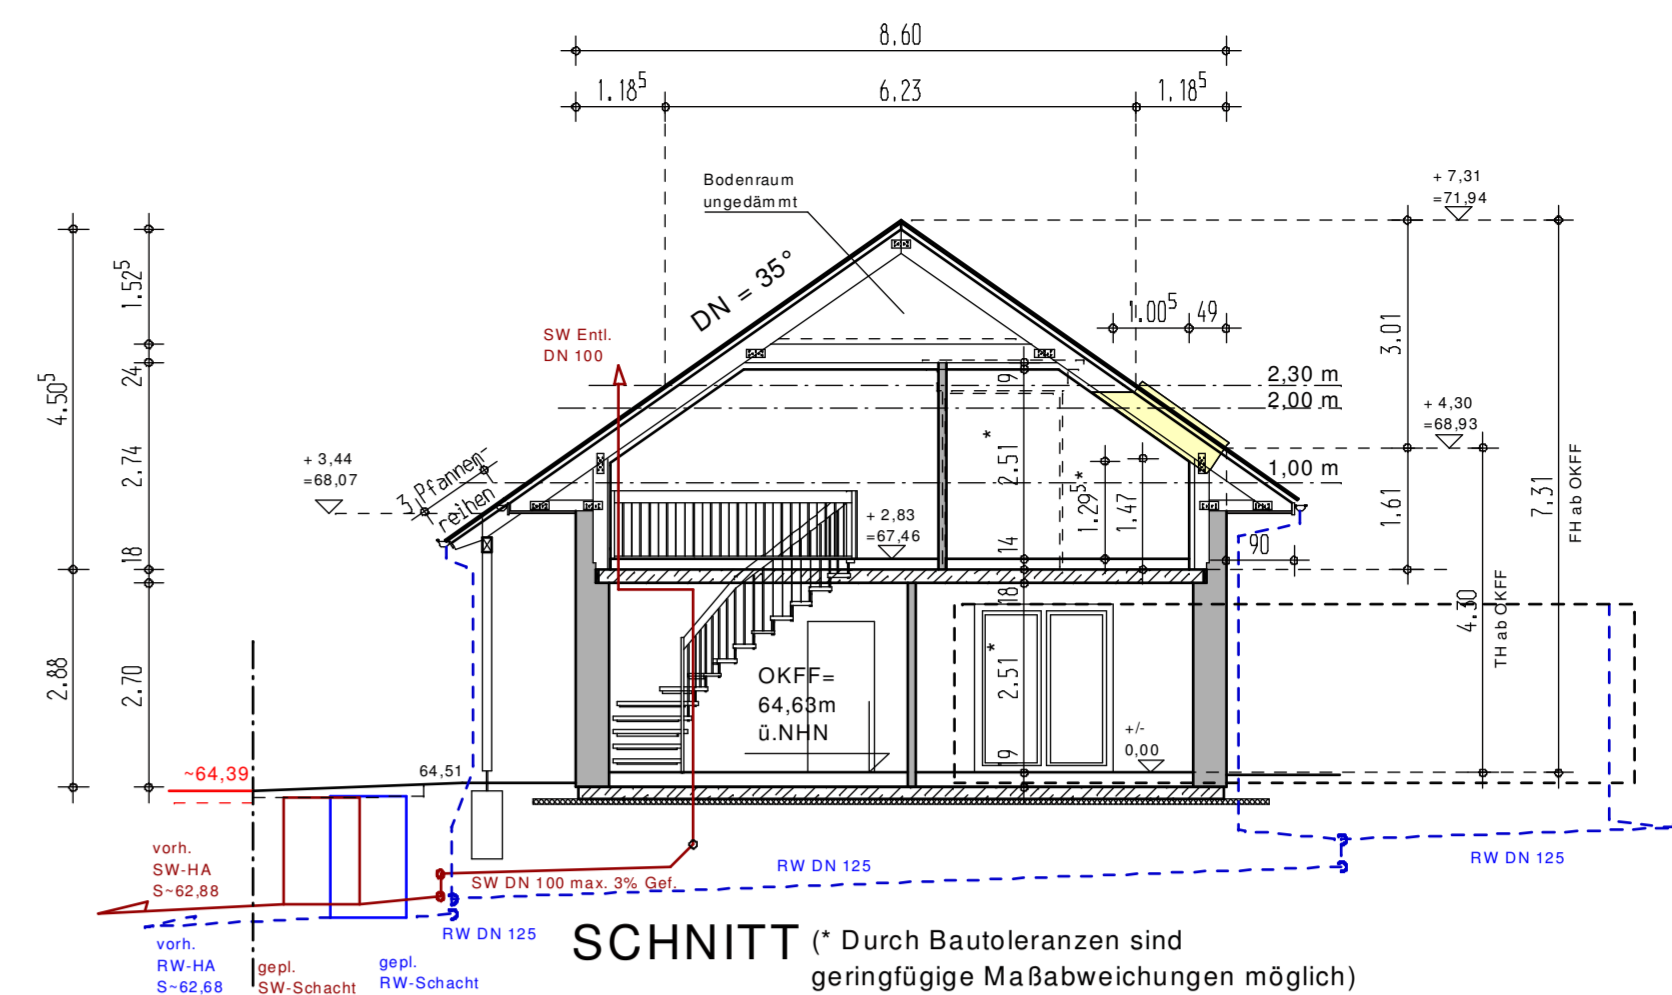 8,60
1.18⁵ 6,23 1,18⁵
Bodenraum
ungedämmt
+ 7,31
=71,94
DN = 35°
SW Entl.
DN 100
1.52⁵
24
4.50⁵
2.74
18
2.88
2.70
1.00⁵ 49
3.01
2,30 m
2,00 m
1,00 m
+ 4,30
=68,93
+ 3,44
=68,07
3 Pfannen-
reihen
9
2.51 *
1.29⁵*
1.47
14
18
+ 2,83
=67,46
1.61
90
7.31
FH ab OKFF
4.30
TH ab OKFF
OKFF=
64,63m
ü.NHN
2.51 *
19
+/-
0,00
~64,39
64,51
vorh.
SW-HA
S~62,88
SW DN 100 max. 3% Gef.
RW DN 125
RW DN 125
RW DN 125
vorh.
RW-HA
S~62,68
gepl.
SW-Schacht
gepl.
RW-Schacht
SCHNITT (* Durch Bautoleranzen sind
geringfügige Maßabweichungen möglich)